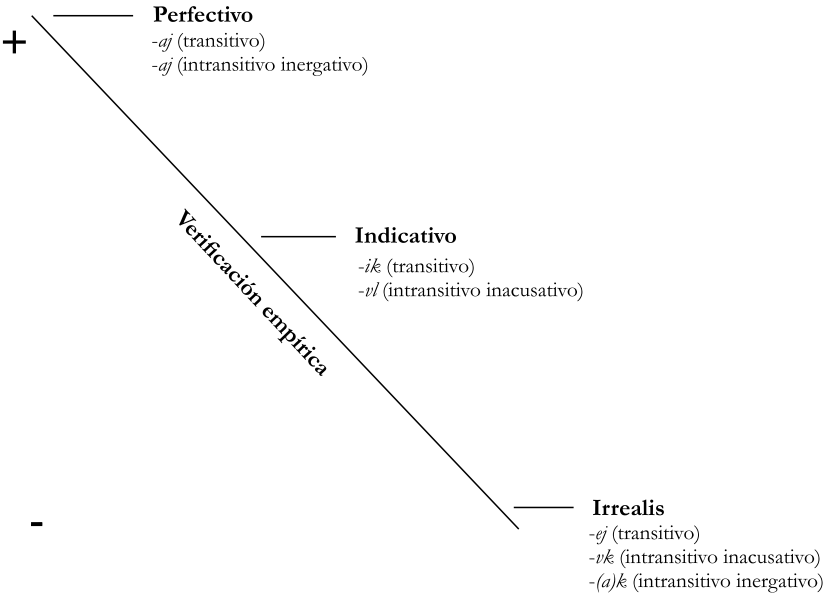 Perfectivo
+
-aj (transitivo)
-aj (intransitivo inergativo)
Verificación empírica
Indicativo
-ik (transitivo)
-vl (intransitivo inacusativo)
Irrealis
-
-ej (transitivo)
-vk (intransitivo inacusativo)
-(a)k (intransitivo inergativo)